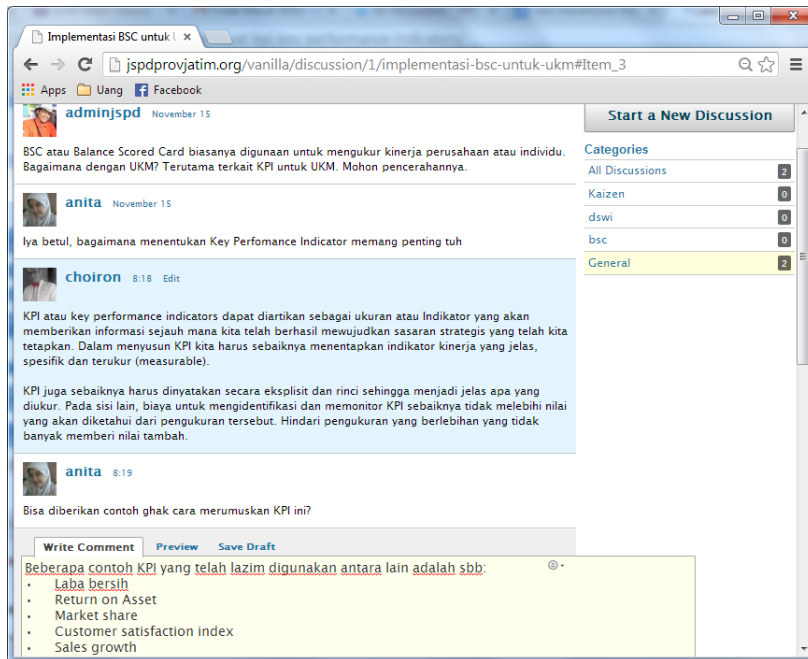 Implementasi BSC untuk U
jspdprovjatim.org/vanilla/discussion/1/implementasi-bsc-untuk-ukm#Item_3
Apps Uang Facebook
adminjspd November 15
BSC atau Balance Scored Card biasanya digunaan untuk mengukur kinerja perusahaan atau individu.
Bagaimana dengan UKM? Terutama terkait KPI untuk UKM. Mohon pencerahannya.
anita November 15
Iya betul, bagaimana menentukan Key Perfomance Indicator memang penting tuh
choiron 8:18 Edit
KPI atau key performance indicators dapat diartikan sebagai ukuran atau Indikator yang akan
memberikan informasi sejauh mana kita telah berhasil mewujudkan sasaran strategis yang telah kita
tetapkan. Dalam menyusun KPI kita harus sebaiknya menentapkan indikator kinerja yang jelas,
spesifik dan terukur (measurable).
KPI juga sebaiknya harus dinyatakan secara eksplisit dan rinci sehingga menjadi jelas apa yang
diukur. Pada sisi lain, biaya untuk mengidentifikasi dan memonitor KPI sebaiknya tidak melebihi nilai
yang akan diketahui dari pengukuran tersebut. Hindari pengukuran yang berlebihan yang tidak
banyak memberi nilai tambah.
anita 8:19
Bisa diberikan contoh ghak cara merumuskan KPI ini?
Write Comment Preview Save Draft
Beberapa contoh KPI yang telah lazim digunakan antara lain adalah sbb:
• Laba bersih
• Return on Asset
• Market share
• Customer satisfaction index
• Sales growth
Start a New Discussion
Categories
All Discussions 2
Kaizen 0
dswi 0
bsc 0
General 2